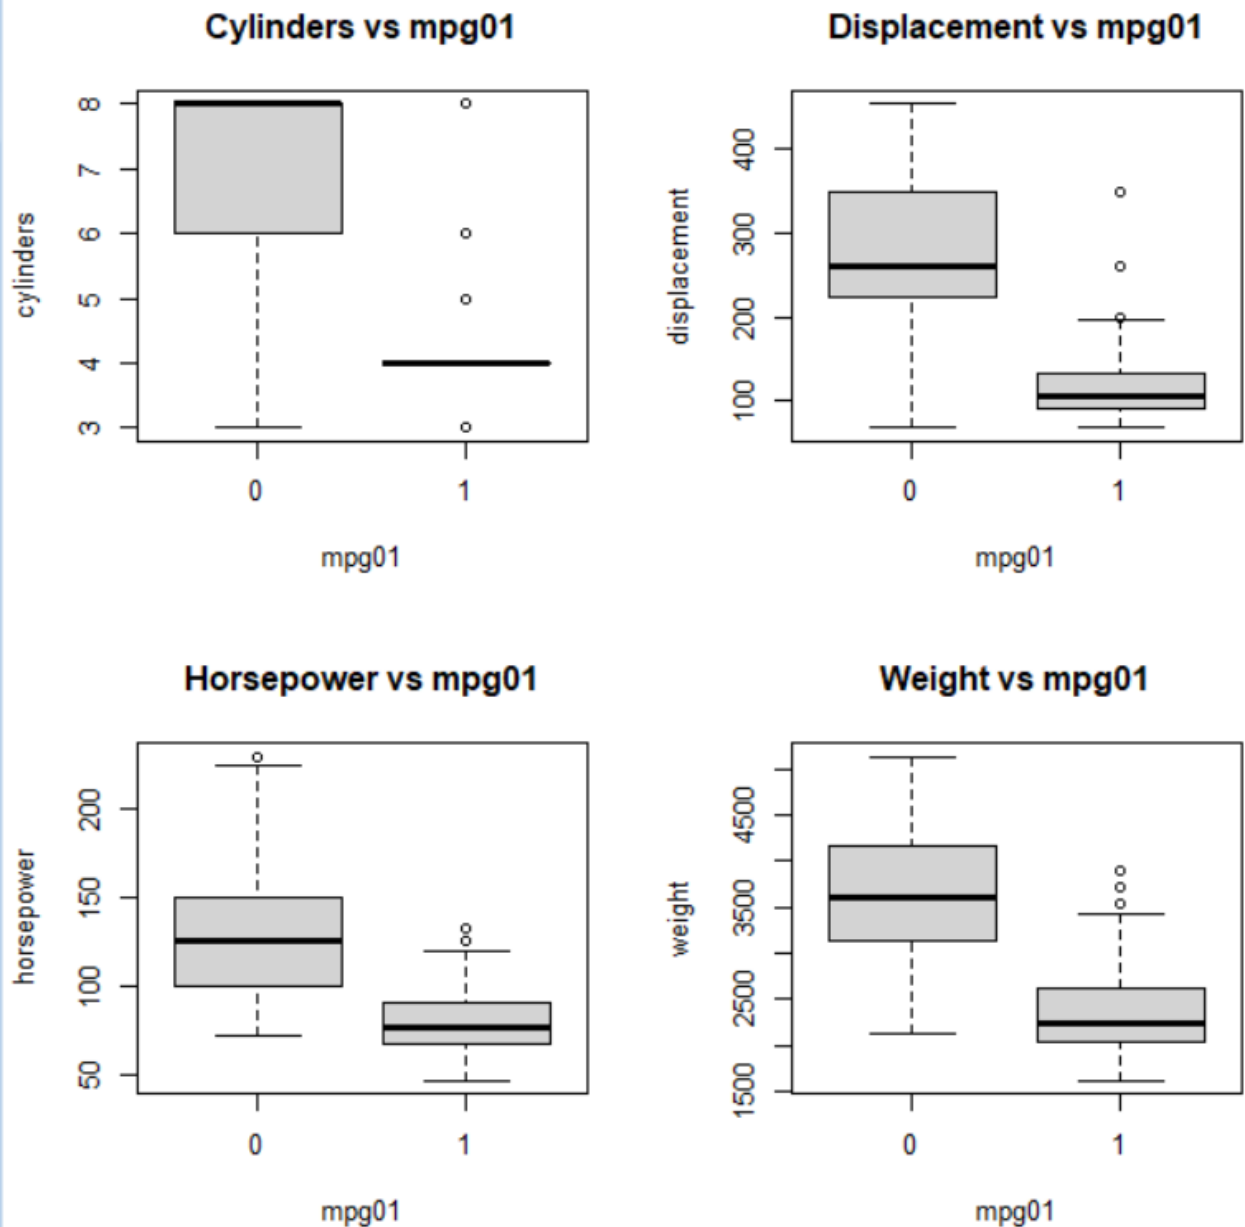 Cylinders vs mpg01
cylinders
8
7
6
5
4
3
0 1
mpg01
Displacement vs mpg01
displacement
400
300
200
100
0 1
mpg01
Horsepower vs mpg01
horsepower
200
150
100
50
0 1
mpg01
Weight vs mpg01
weight
4500
3500
2500
1500
0 1
mpg01